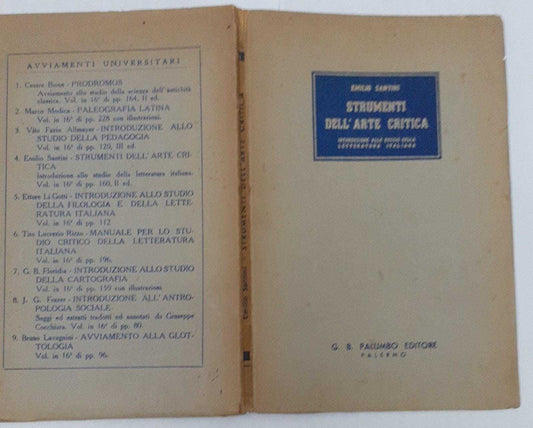 AVVIAMENTI UNIVERSITARI
1. Cesare Bione - PRODROMOS
Avviamento allo studio della scienza dell'antichità
classica. Vol. in 16° di pp. 164, II ed.
2. Marco Modica - PALEOGRAFIA LATINA
Vol. in 16° di pp. 228 con illustrazioni.
3. Vito Fazio Allmayer - INTRODUZIONE ALLO
STUDIO DELLA PEDAGOGIA
Vol. in 16° di pp. 120, III ed.
4. Emilio Santini - STRUMENTI DELL'ARTE CRI-
TICA
Introduzione allo studio della letteratura italiana.
Vol. in 16° di pp. 160, II ed.
5. Ettore Li Gotti - INTRODUZIONE ALLO STUDIO
DELLA FILOLOGIA E DELLA LETTE-
RATURA ITALIANA
Vol. in 16° di pp. 112
6. Tito Lucrezio Rizzo - MANUALE PER LO STU-
DIO CRITICO DELLA LETTERATURA
ITALIANA
Vol. in 16° di pp. 196.
7. G. B. Floridia - INTRODUZIONE ALLO STUDIO
DELLA CARTOGRAFIA
Vol. in 16° di pp. 150 con illustrazioni
8. J. G. Frazer - INTRODUZIONE ALL'ANTRO-
POLOGIA SOCIALE
Saggi ed estratti tradotti ed annotati da Giuseppe
Cocchiara. Vol. in 16° di pp. 80.
9. Bruno Lavagnini - AVVIAMENTO ALLA GLOT-
TOLOGIA
Vol. in 16° di pp. 96.
Emilio Santini - STRUMENTI DELL'ARTE CRITICA
EMILIO SANTINI
STRUMENTI
DELL'ARTE CRITICA
INTRODUZIONE ALLO STUDIO DELLA
LETTERATURA ITALIANA
G. B. PALUMBO EDITORE
PALERMO